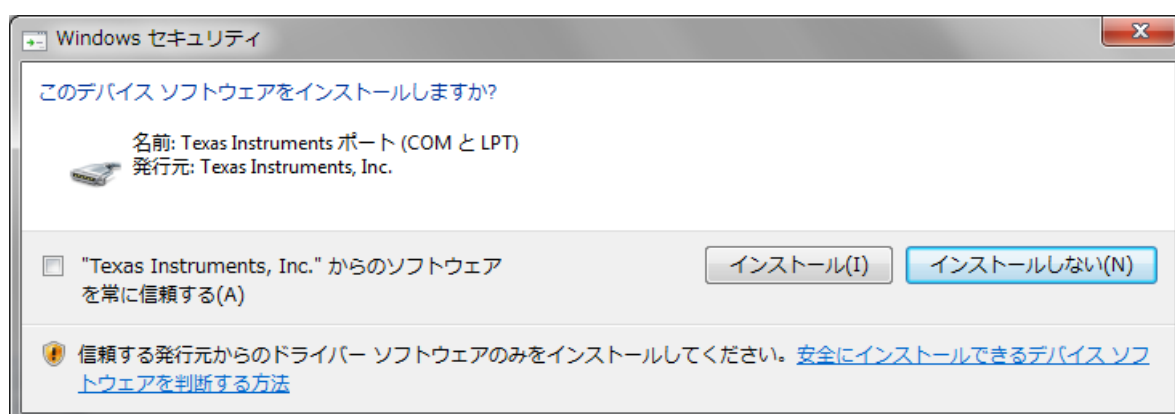 Windows セキュリティ
このデバイス ソフトウェアをインストールしますか?
名前: Texas Instruments ポート (COM と LPT)
発行元: Texas Instruments, Inc.
"Texas Instruments, Inc." からのソフトウェア
を常に信頼する(A)
インストール(I)
インストールしない(N)
信頼する発行元からのドライバー ソフトウェアのみをインストールしてください。安全にインストールできるデバイス ソフ
トウェアを判断する方法